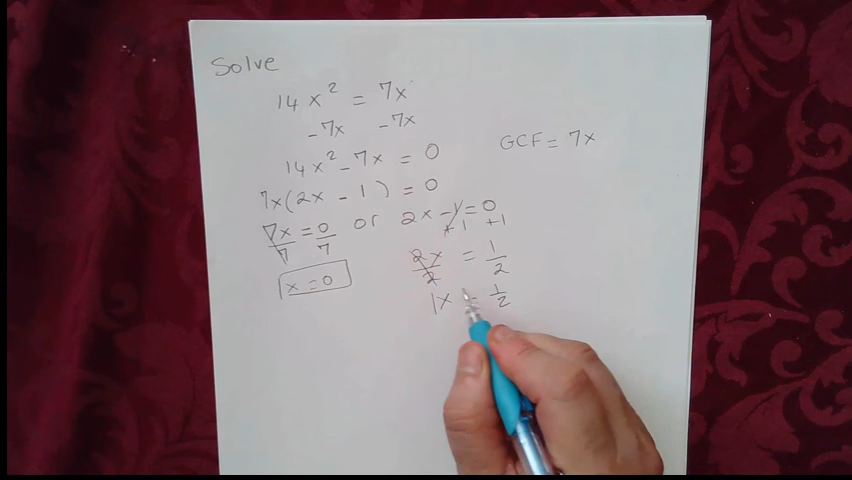 Solve
14x² = 7x
-7x -7x
14x² - 7x = 0
GCF = 7x
7x(2x - 1) = 0
7x/7 = 0/7 or 2x - 1 = 0
+1 +1
2x/2 = 1/2
1x = 0
1x = 1/2